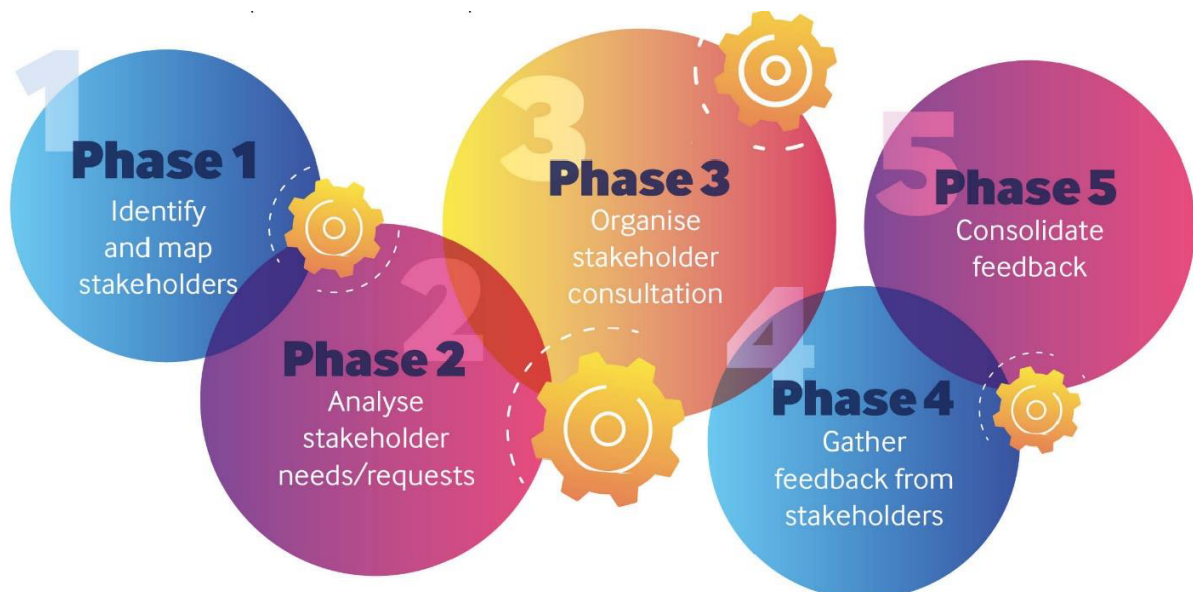 1
Phase 1
Identify
and map
stakeholders
2
Phase 2
Analyse
stakeholder
needs/requests
3
Phase 3
Organise
stakeholder
consultation
4
Phase 4
Gather
feedback from
stakeholders
5
Phase 5
Consolidate
feedback